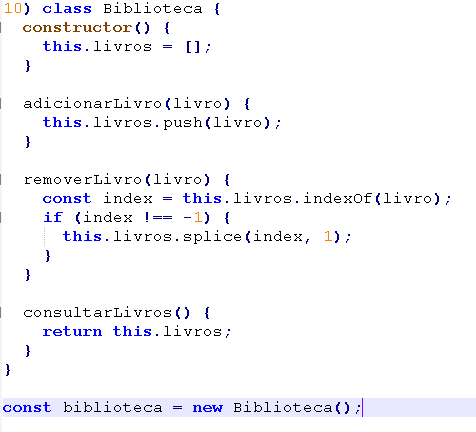 10) class Biblioteca {
  constructor() {
    this.livros = [];
  }

  adicionarLivro(livro) {
    this.livros.push(livro);
  }

  removerLivro(livro) {
    const index = this.livros.indexOf(livro);
    if (index !== -1) {
      this.livros.splice(index, 1);
    }
  }

  consultarLivros() {
    return this.livros;
  }
}

const biblioteca = new Biblioteca();